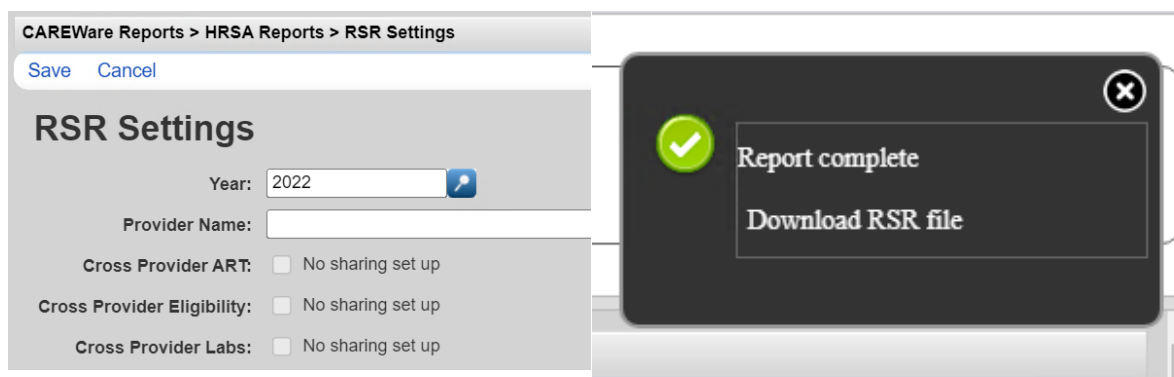 CAREWare Reports > HRSA Reports > RSR Settings
Save Cancel
RSR Settings
Year: 2022
Provider Name:
Cross Provider ART: No sharing set up
Cross Provider Eligibility: No sharing set up
Cross Provider Labs: No sharing set up
Report complete
Download RSR file